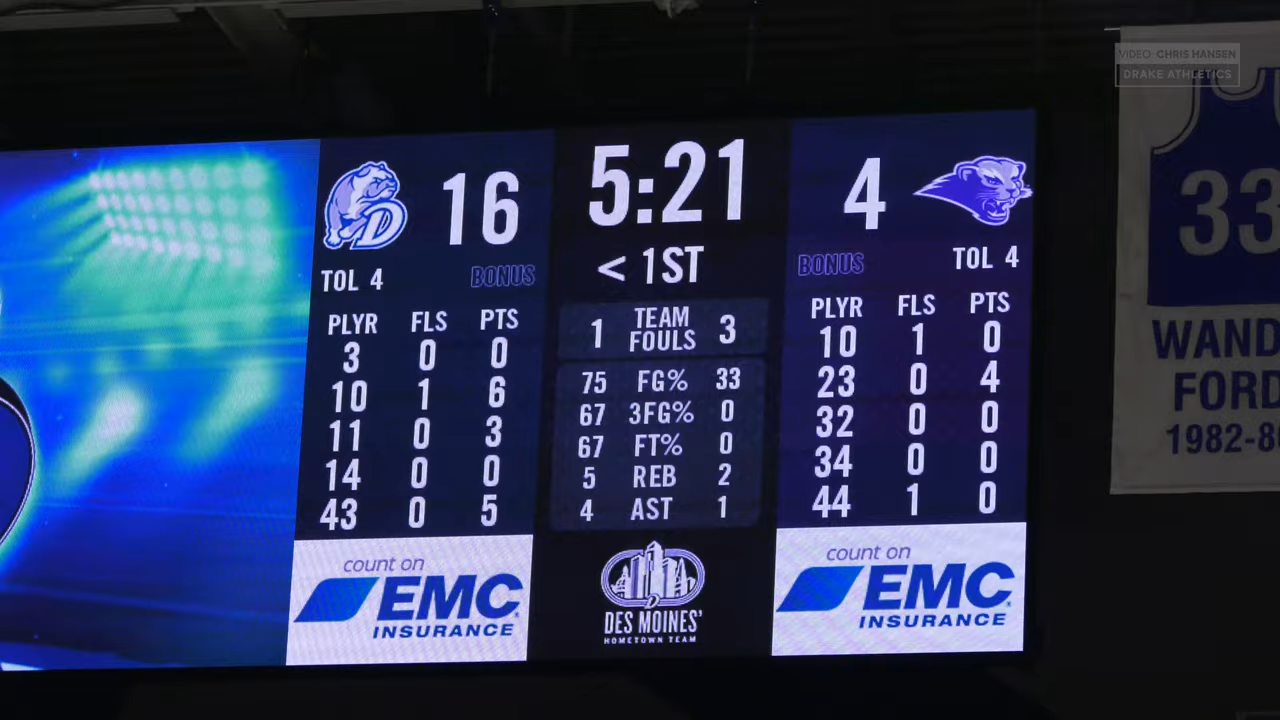 VIDEO: CHRIS HANSEN
DRAKE ATHLETICS
16
5:21
4
< 1ST
TOL 4 BONUS
BONUS TOL 4
PLYR FLS PTS
3 0 0
10 1 6
11 0 3
14 0 0
43 0 5
1 TEAM FOULS 3
75 FG% 33
67 3FG% 0
67 FT% 0
5 REB 2
4 AST 1
PLYR FLS PTS
10 1 0
23 0 4
32 0 0
34 0 0
44 1 0
count on
EMC
INSURANCE
D
DES MOINES'
HOMETOWN TEAM
count on
EMC
INSURANCE
33
WAND
FORD
1982-8